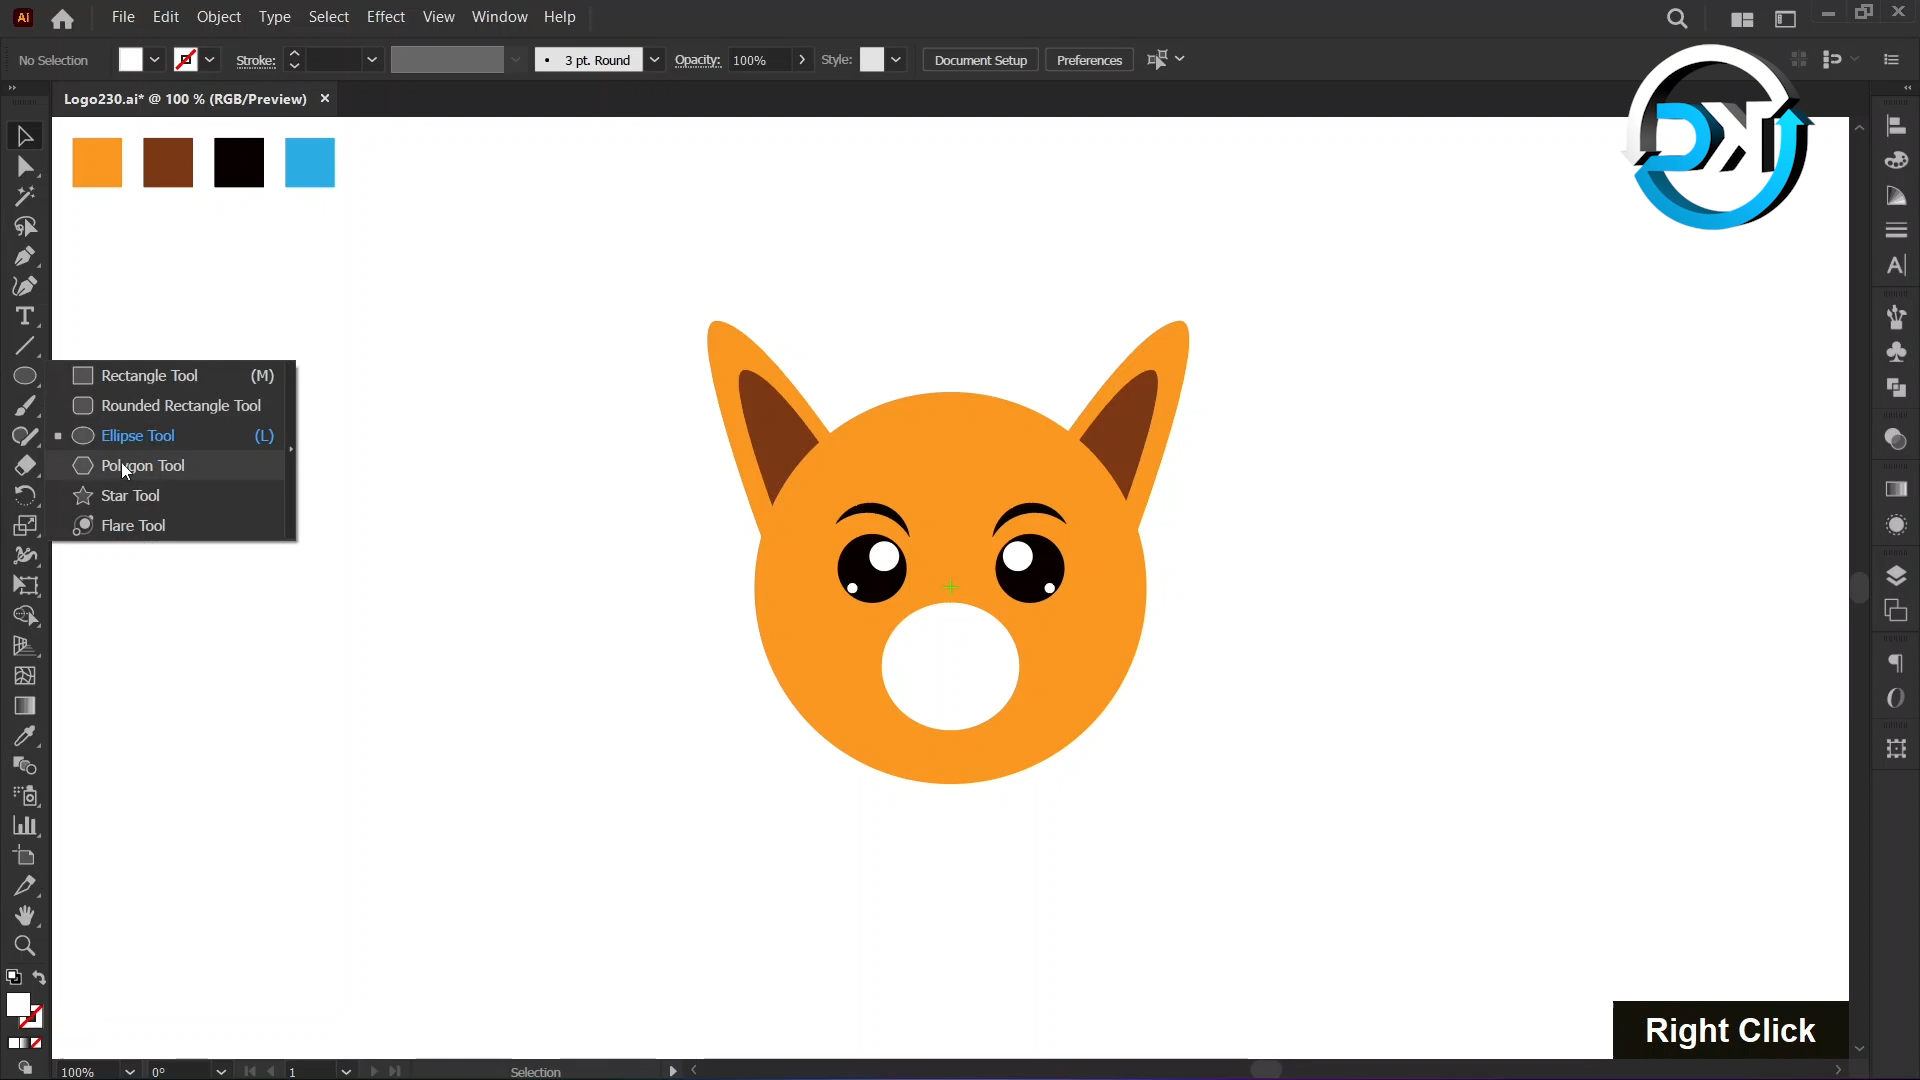 Ai File Edit Object Type Select Effect View Window Help
No Selection Stroke: 3 pt. Round Opacity: 100% Style: Document Setup Preferences
Logo230.ai* @ 100 % (RGB/Preview)
DK
Rectangle Tool (M)
Rounded Rectangle Tool
Ellipse Tool (L)
Polygon Tool
Star Tool
Flare Tool
Right Click
100% 0° 1 Selection